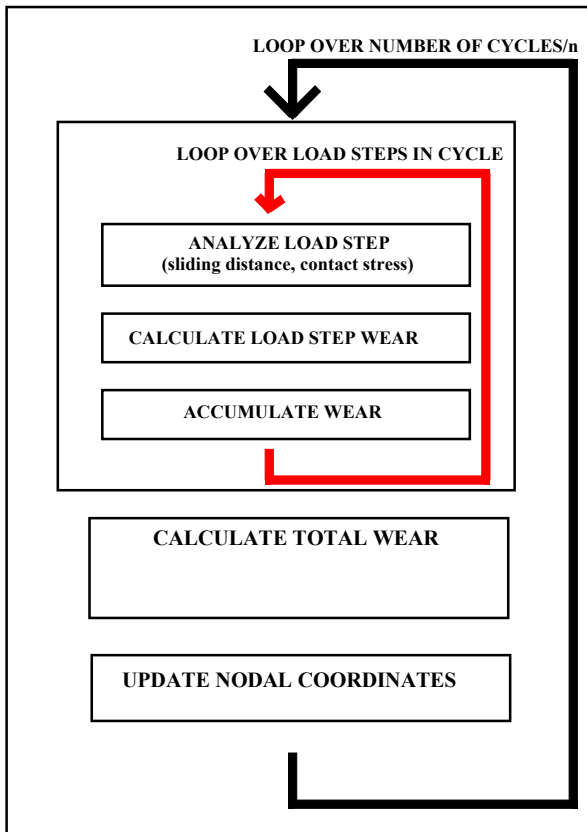 LOOP OVER NUMBER OF CYCLES/n
LOOP OVER LOAD STEPS IN CYCLE
ANALYZE LOAD STEP
(sliding distance, contact stress)
CALCULATE LOAD STEP WEAR
ACCUMULATE WEAR
CALCULATE TOTAL WEAR
UPDATE NODAL COORDINATES